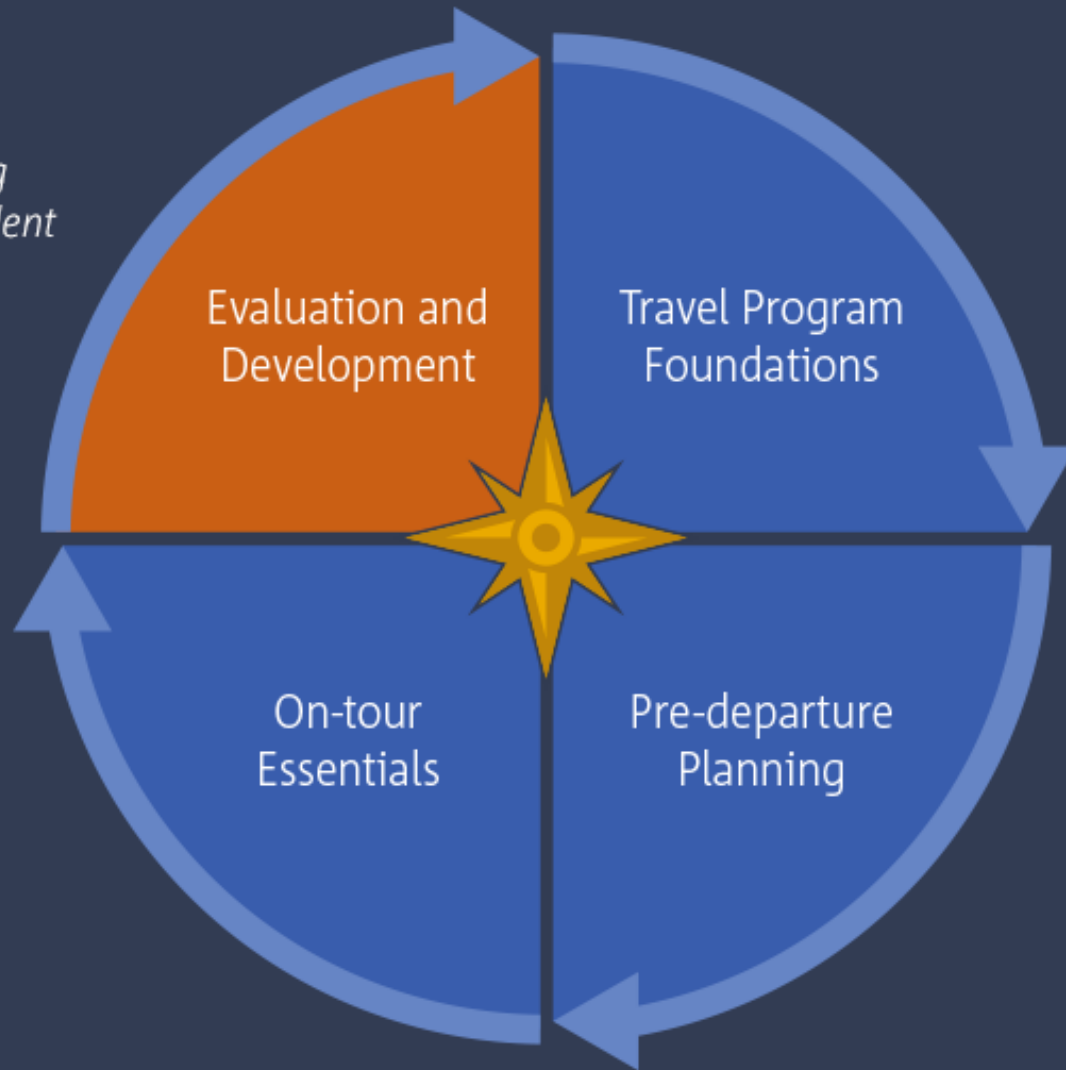 Evaluation and
Development
Travel Program
Foundations
On-tour
Essentials
Pre-departure
Planning